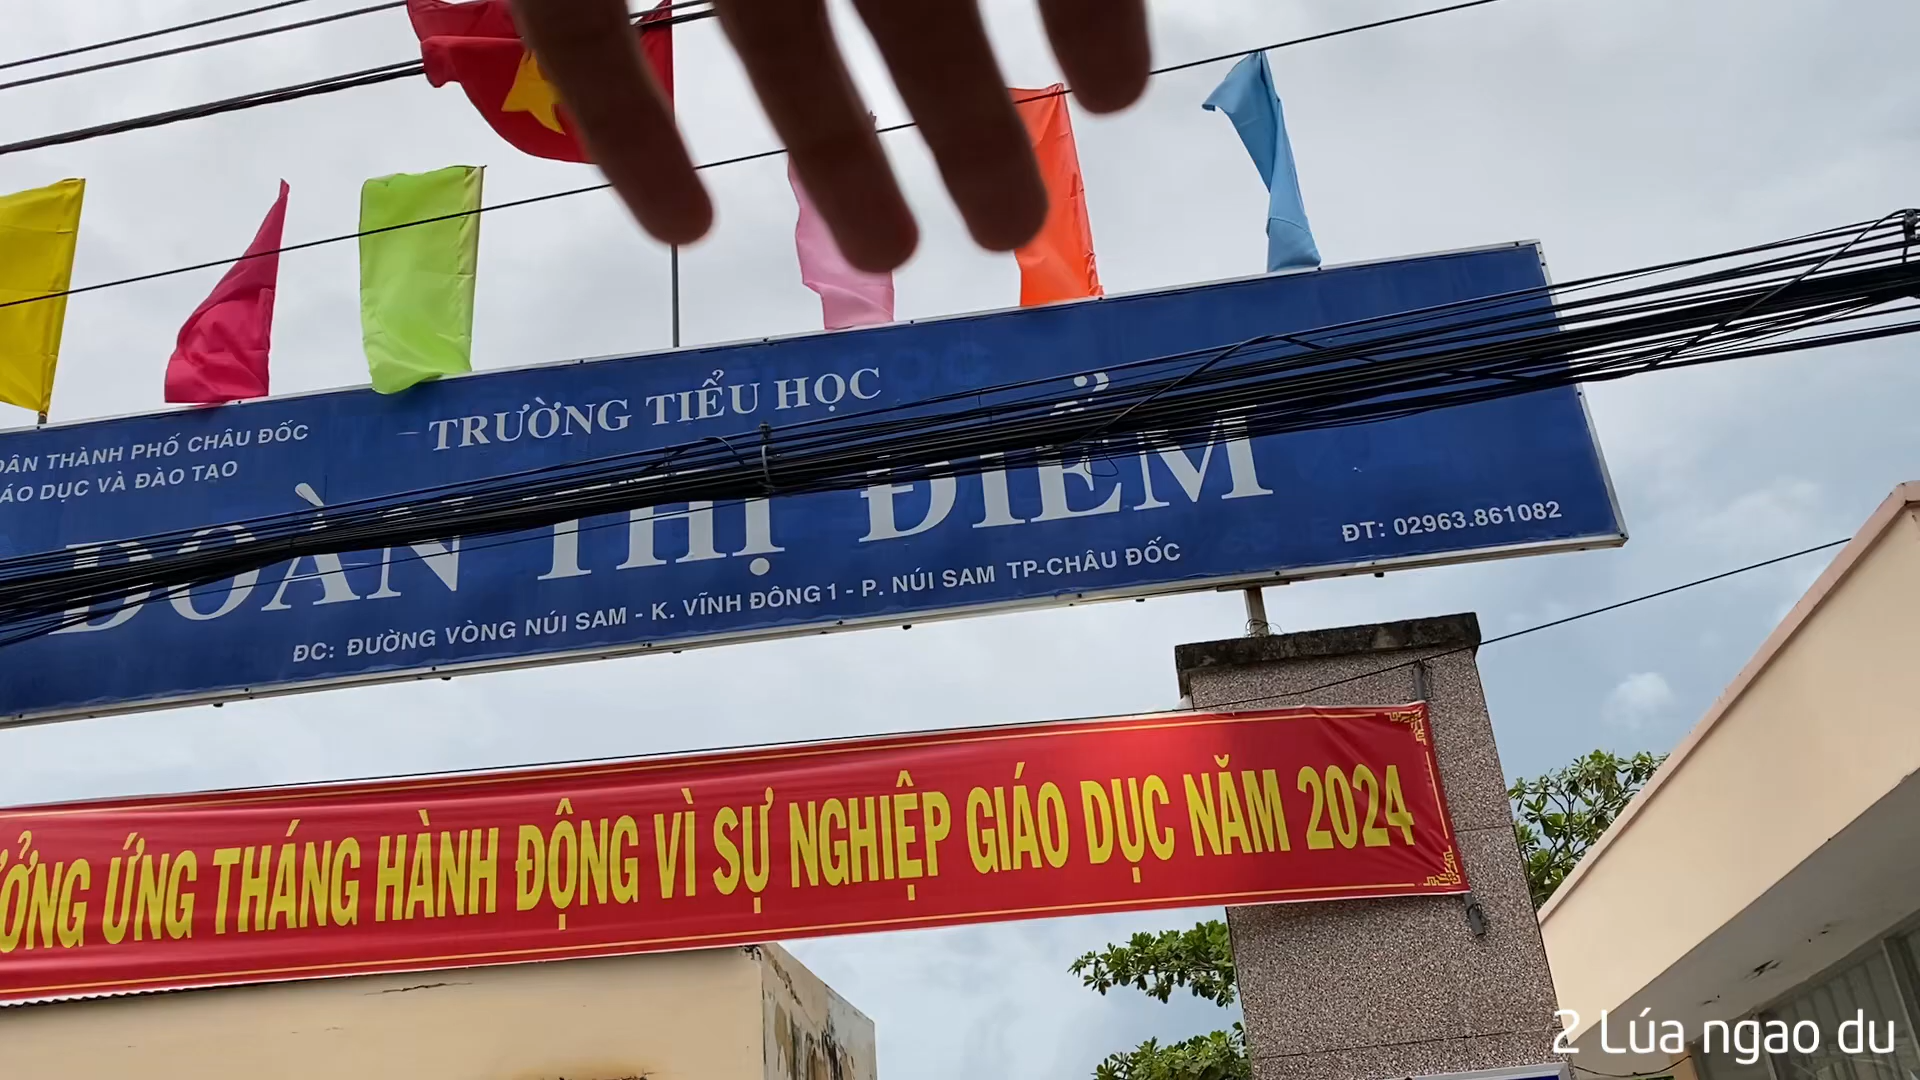 DÂN THÀNH PHỐ CHÂU ĐỐC
ÁO DỤC VÀ ĐÀO TẠO
TRƯỜNG TIỂU HỌC
ĐOÀN THỊ ĐIỂM
ĐC: ĐƯỜNG VÒNG NÚI SAM - K. VĨNH ĐÔNG 1 - P. NÚI SAM TP-CHÂU ĐỐC
ĐT: 02963.861082
ƯỞNG ỨNG THÁNG HÀNH ĐỘNG VÌ SỰ NGHIỆP GIÁO DỤC NĂM 2024
2 Lúa ngao du